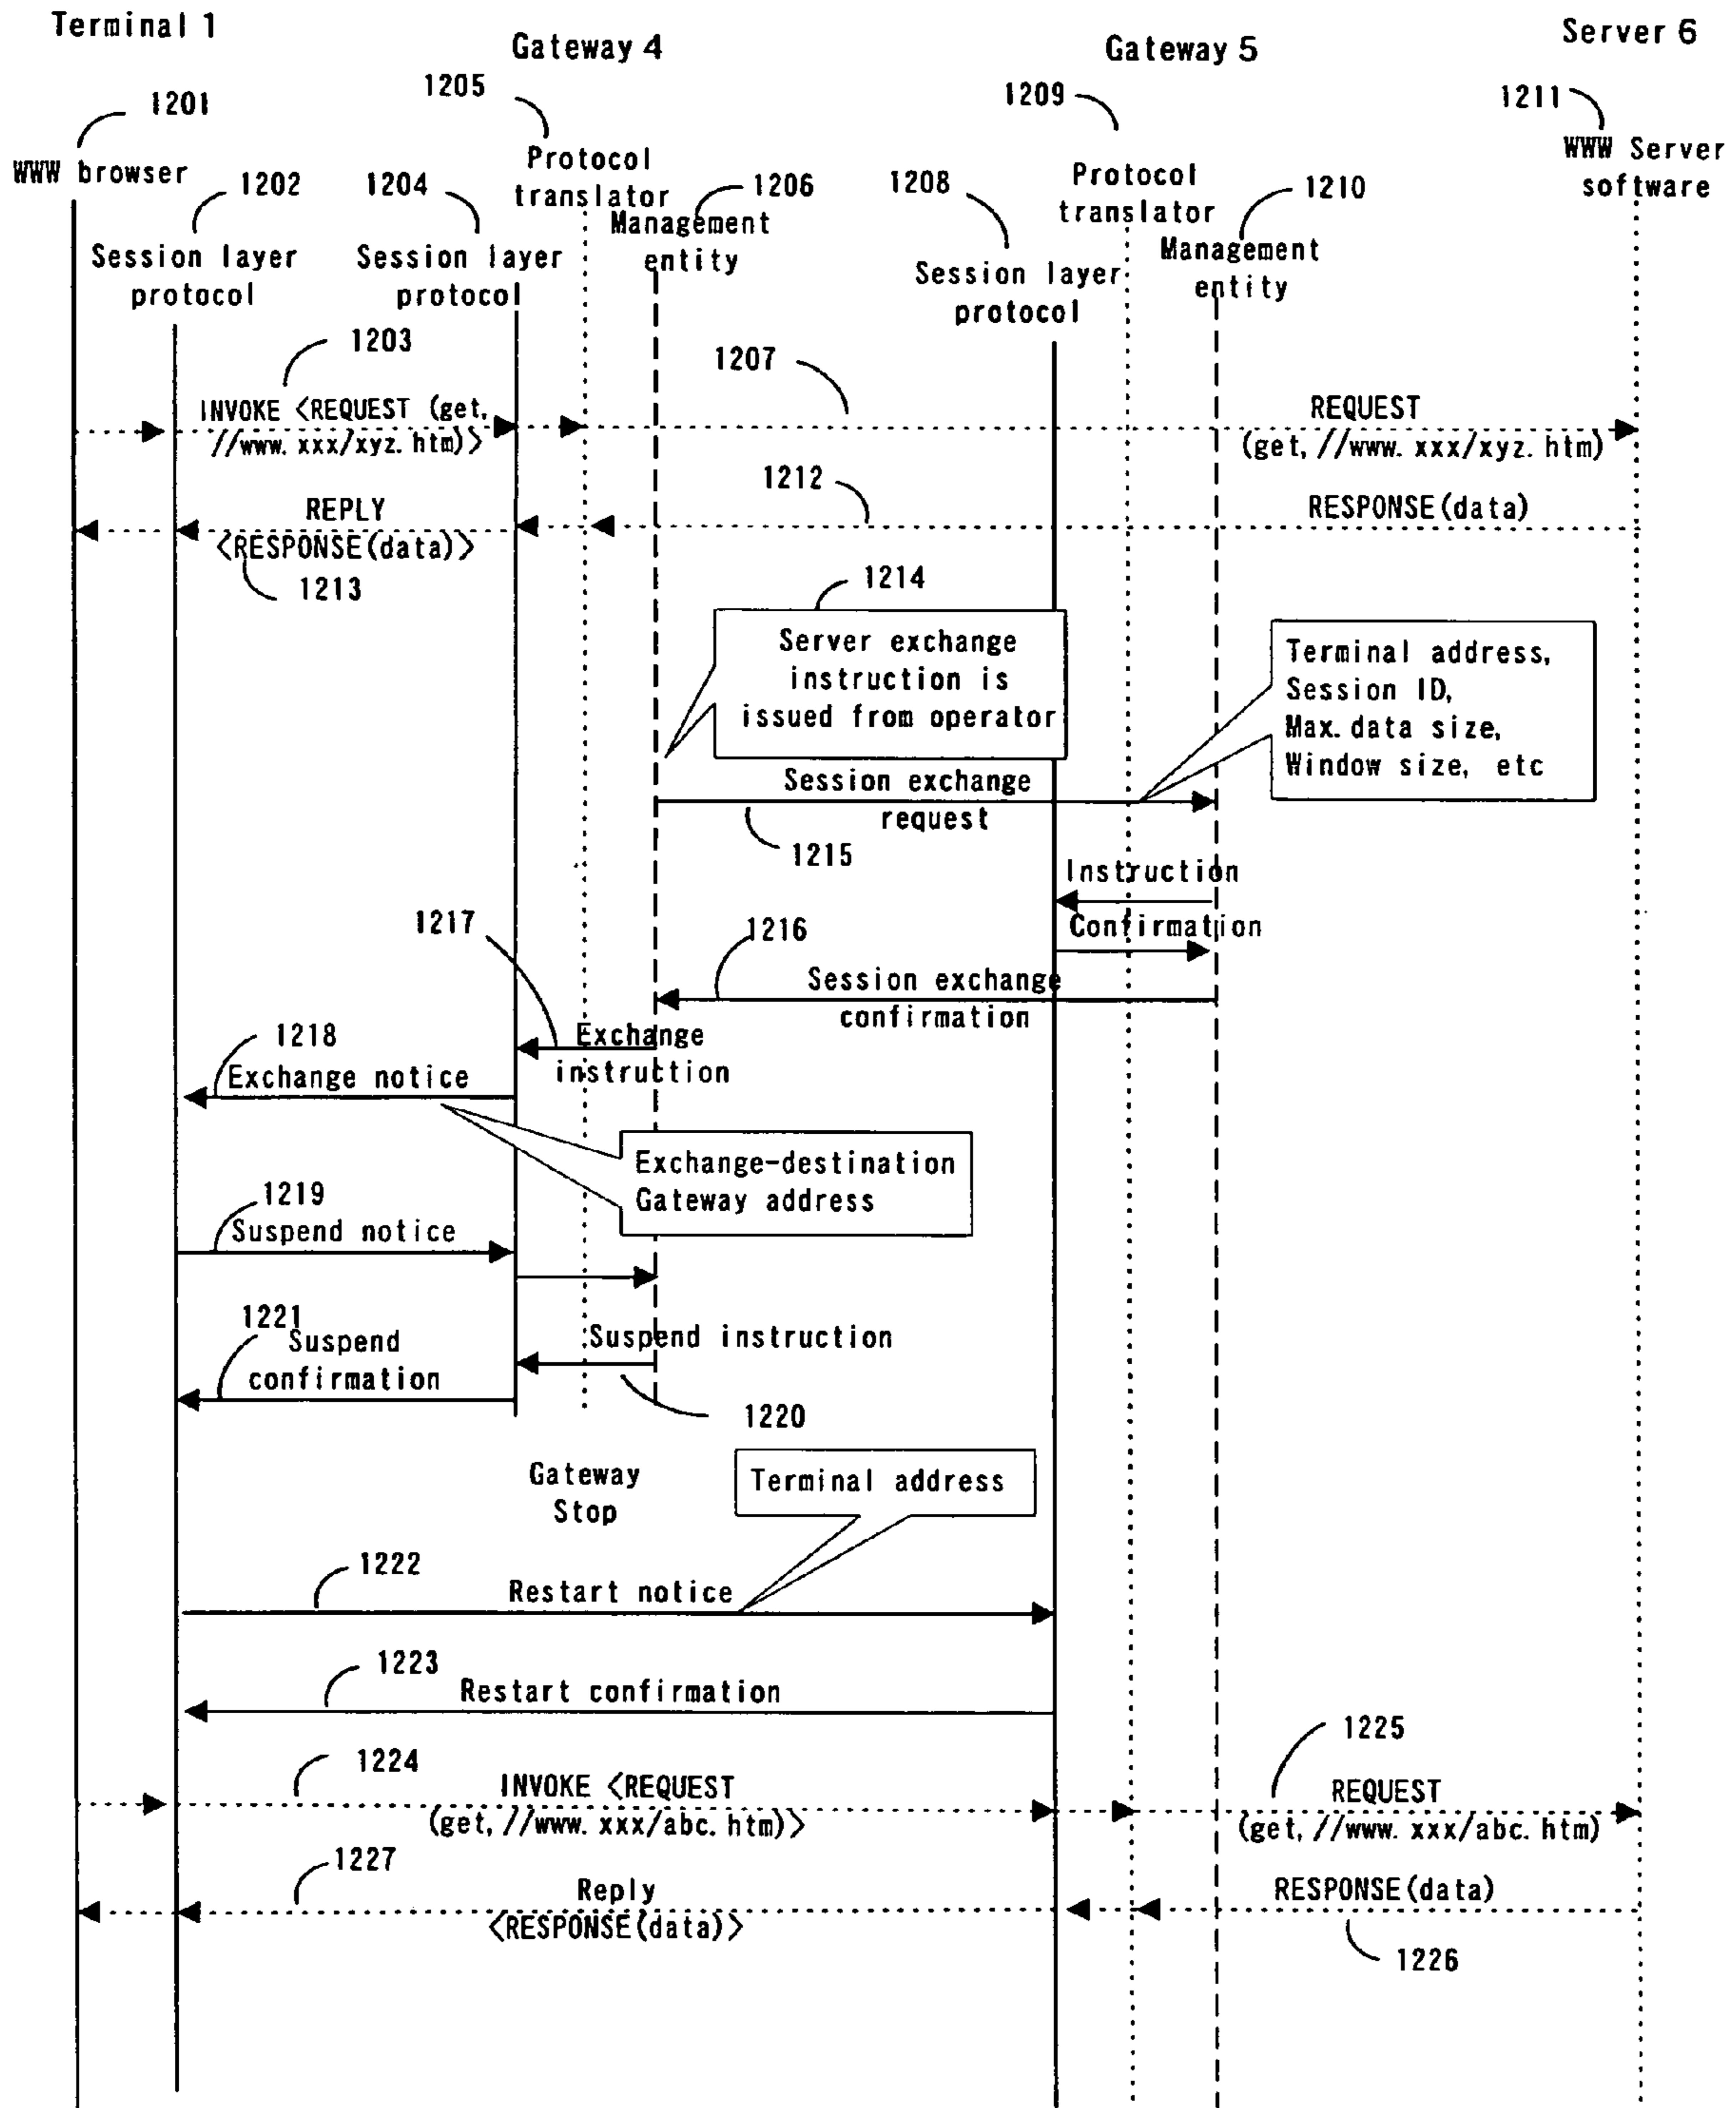 Terminal 1
Gateway 4
Gateway 5
Server 6
1201
1205
1209
1211
WWW browser
1202
1204
Protocol
translator
1206
1208
Protocol
translator
1210
WWW Server
software
Management
entity
Management
entity
Session layer
protocol
Session layer
protocol
Session layer
protocol
1203
1207
INVOKE <REQUEST (get,
//www. xxx/xyz. htm)>
REQUEST
(get, //www. xxx/xyz. htm)
1212
REPLY
<RESPONSE(data)>
RESPONSE(data)
1213
1214
Server exchange
instruction is
issued from operator
Terminal address,
Session ID,
Max. data size,
Window size, etc
Session exchange
request
1215
Instruction
Confirmation
1217
1216
Session exchange
confirmation
1218
Exchange
instruction
Exchange notice
Exchange-destination
Gateway address
1219
Suspend notice
1221
Suspend
confirmation
Suspend instruction
1220
Gateway
Stop
Terminal address
1222
Restart notice
1223
Restart confirmation
1224
INVOKE <REQUEST
(get, //www. xxx/abc. htm)>
1225
REQUEST
(get, //www. xxx/abc. htm)
1227
Reply
<RESPONSE(data)>
RESPONSE(data)
1226